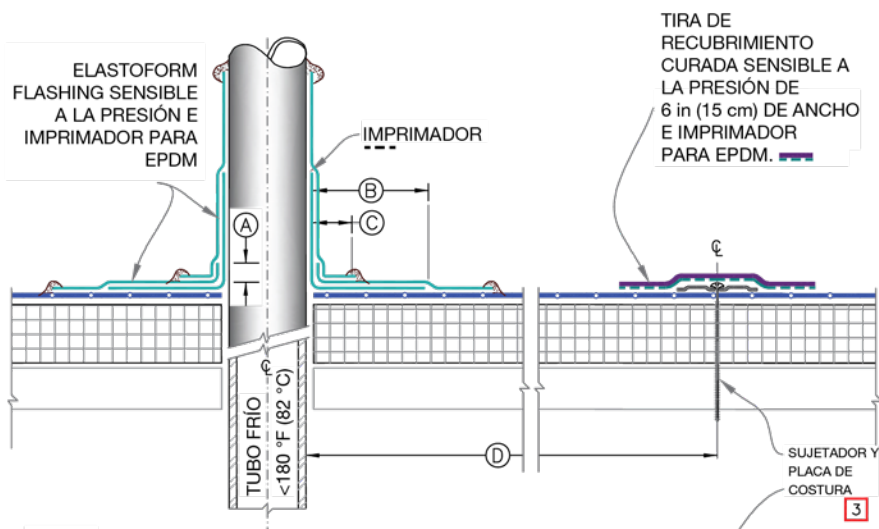 ELASTOFORM
FLASHING SENSIBLE
A LA PRESIÓN E
IMPRIMADOR PARA
EPDM
IMPRIMADOR
TIRA DE
RECUBRIMIENTO
CURADA SENSIBLE A
LA PRESIÓN DE
6 in (15 cm) DE ANCHO
E IMPRIMADOR
PARA EPDM.
A
B
C
℄
℄
TUBO FRÍO
<180 °F (82 °C)
D
SUJETADOR Y
PLACA DE
COSTURA
3